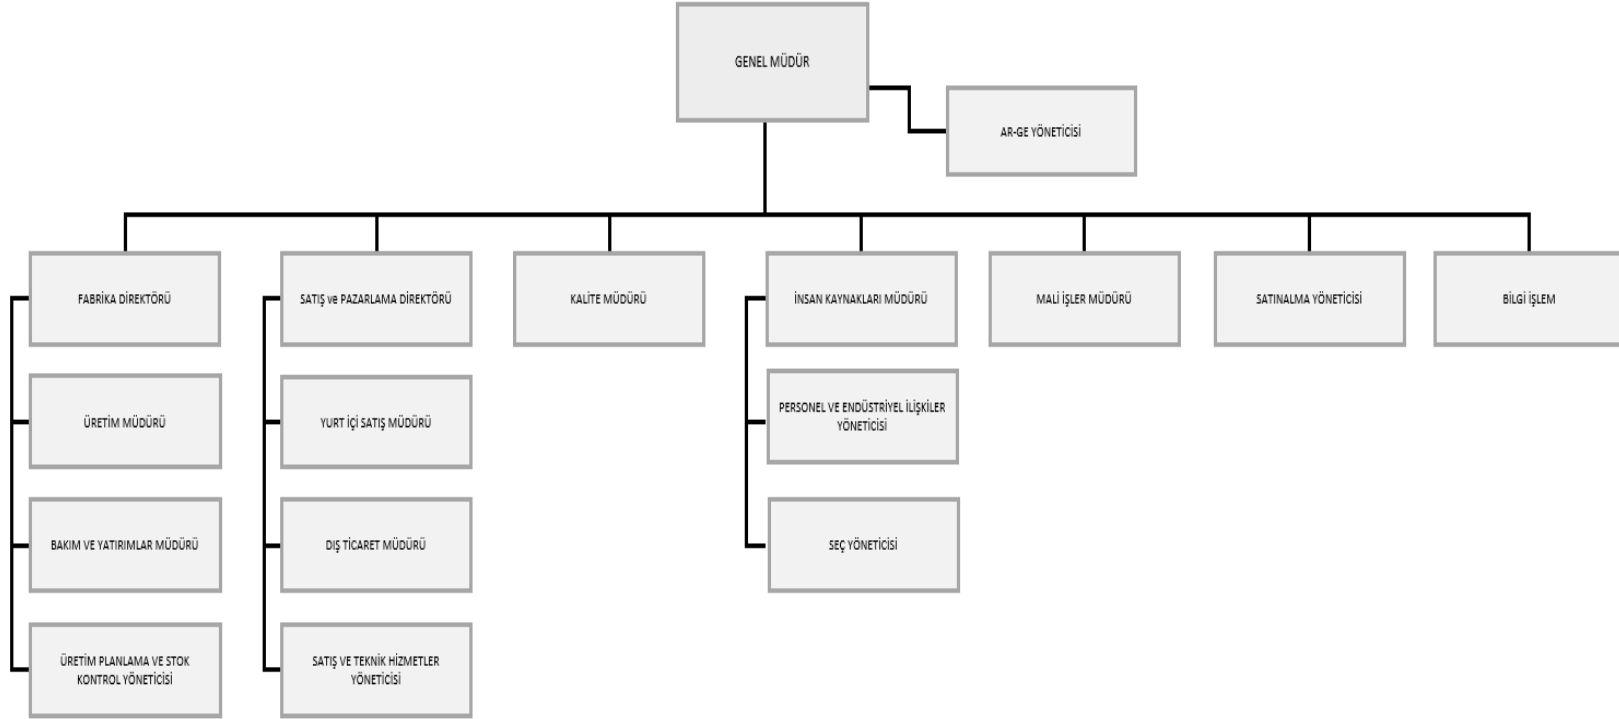 GENEL MÜDÜR
AR-GE YÖNETİCİSİ
FABRİKA DİREKTÖRÜ
SATIŞ ve PAZARLAMA DİREKTÖRÜ
KALİTE MÜDÜRÜ
İNSAN KAYNAKLARI MÜDÜRÜ
MALİ İŞLER MÜDÜRÜ
SATINALMA YÖNETİCİSİ
BİLGİ İŞLEM
ÜRETİM MÜDÜRÜ
YURT İÇİ SATIŞ MÜDÜRÜ
PERSONEL VE ENDÜSTRİYEL İLİŞKİLER
YÖNETİCİSİ
BAKIM VE YATIRIMLAR MÜDÜRÜ
DIŞ TİCARET MÜDÜRÜ
SEÇ YÖNETİCİSİ
ÜRETİM PLANLAMA VE STOK
KONTROL YÖNETİCİSİ
SATIŞ VE TEKNİK HİZMETLER
YÖNETİCİSİ